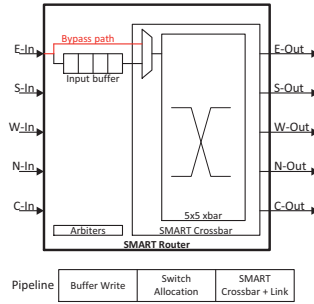 Bypass path
E-In
E-Out
Input buffer
S-In
S-Out
W-In
W-Out
N-In
N-Out
C-In
C-Out
5x5 xbar
Arbiters
SMART Crossbar
SMART Router
Pipeline
Buffer Write
Switch
Allocation
SMART
Crossbar + Link